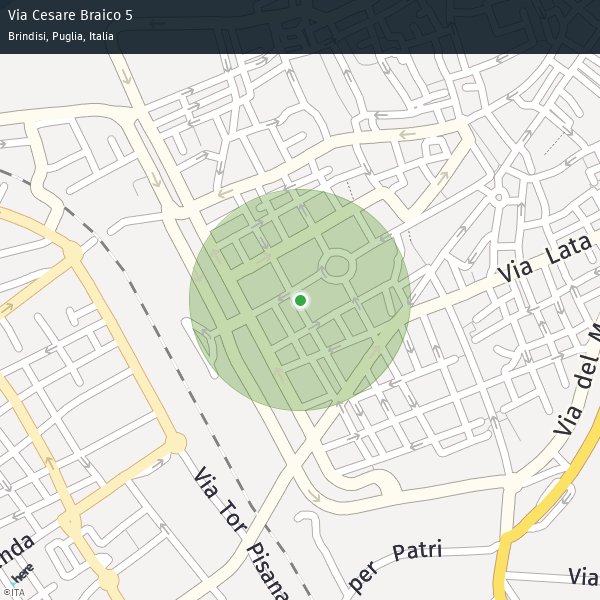 Via Cesare Braico 5
Brindisi, Puglia, Italia
Via Lata
Via del M
Via Tor Pisana
per Patri
nda
here
Via
©ITA